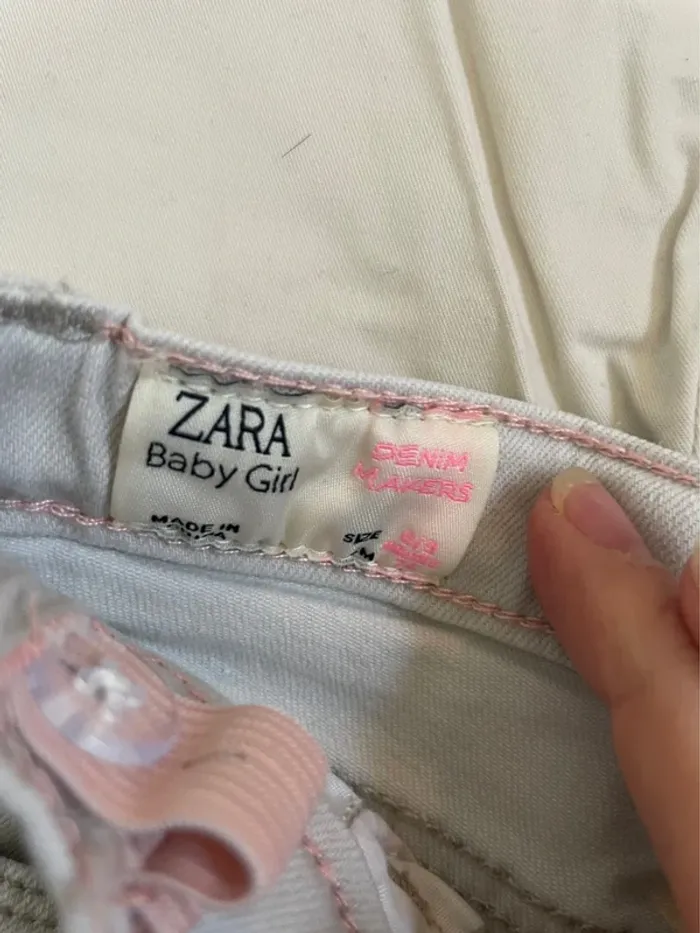 ZARA
Baby Girl
MADE IN
DENIM
MAKERS
SIZE